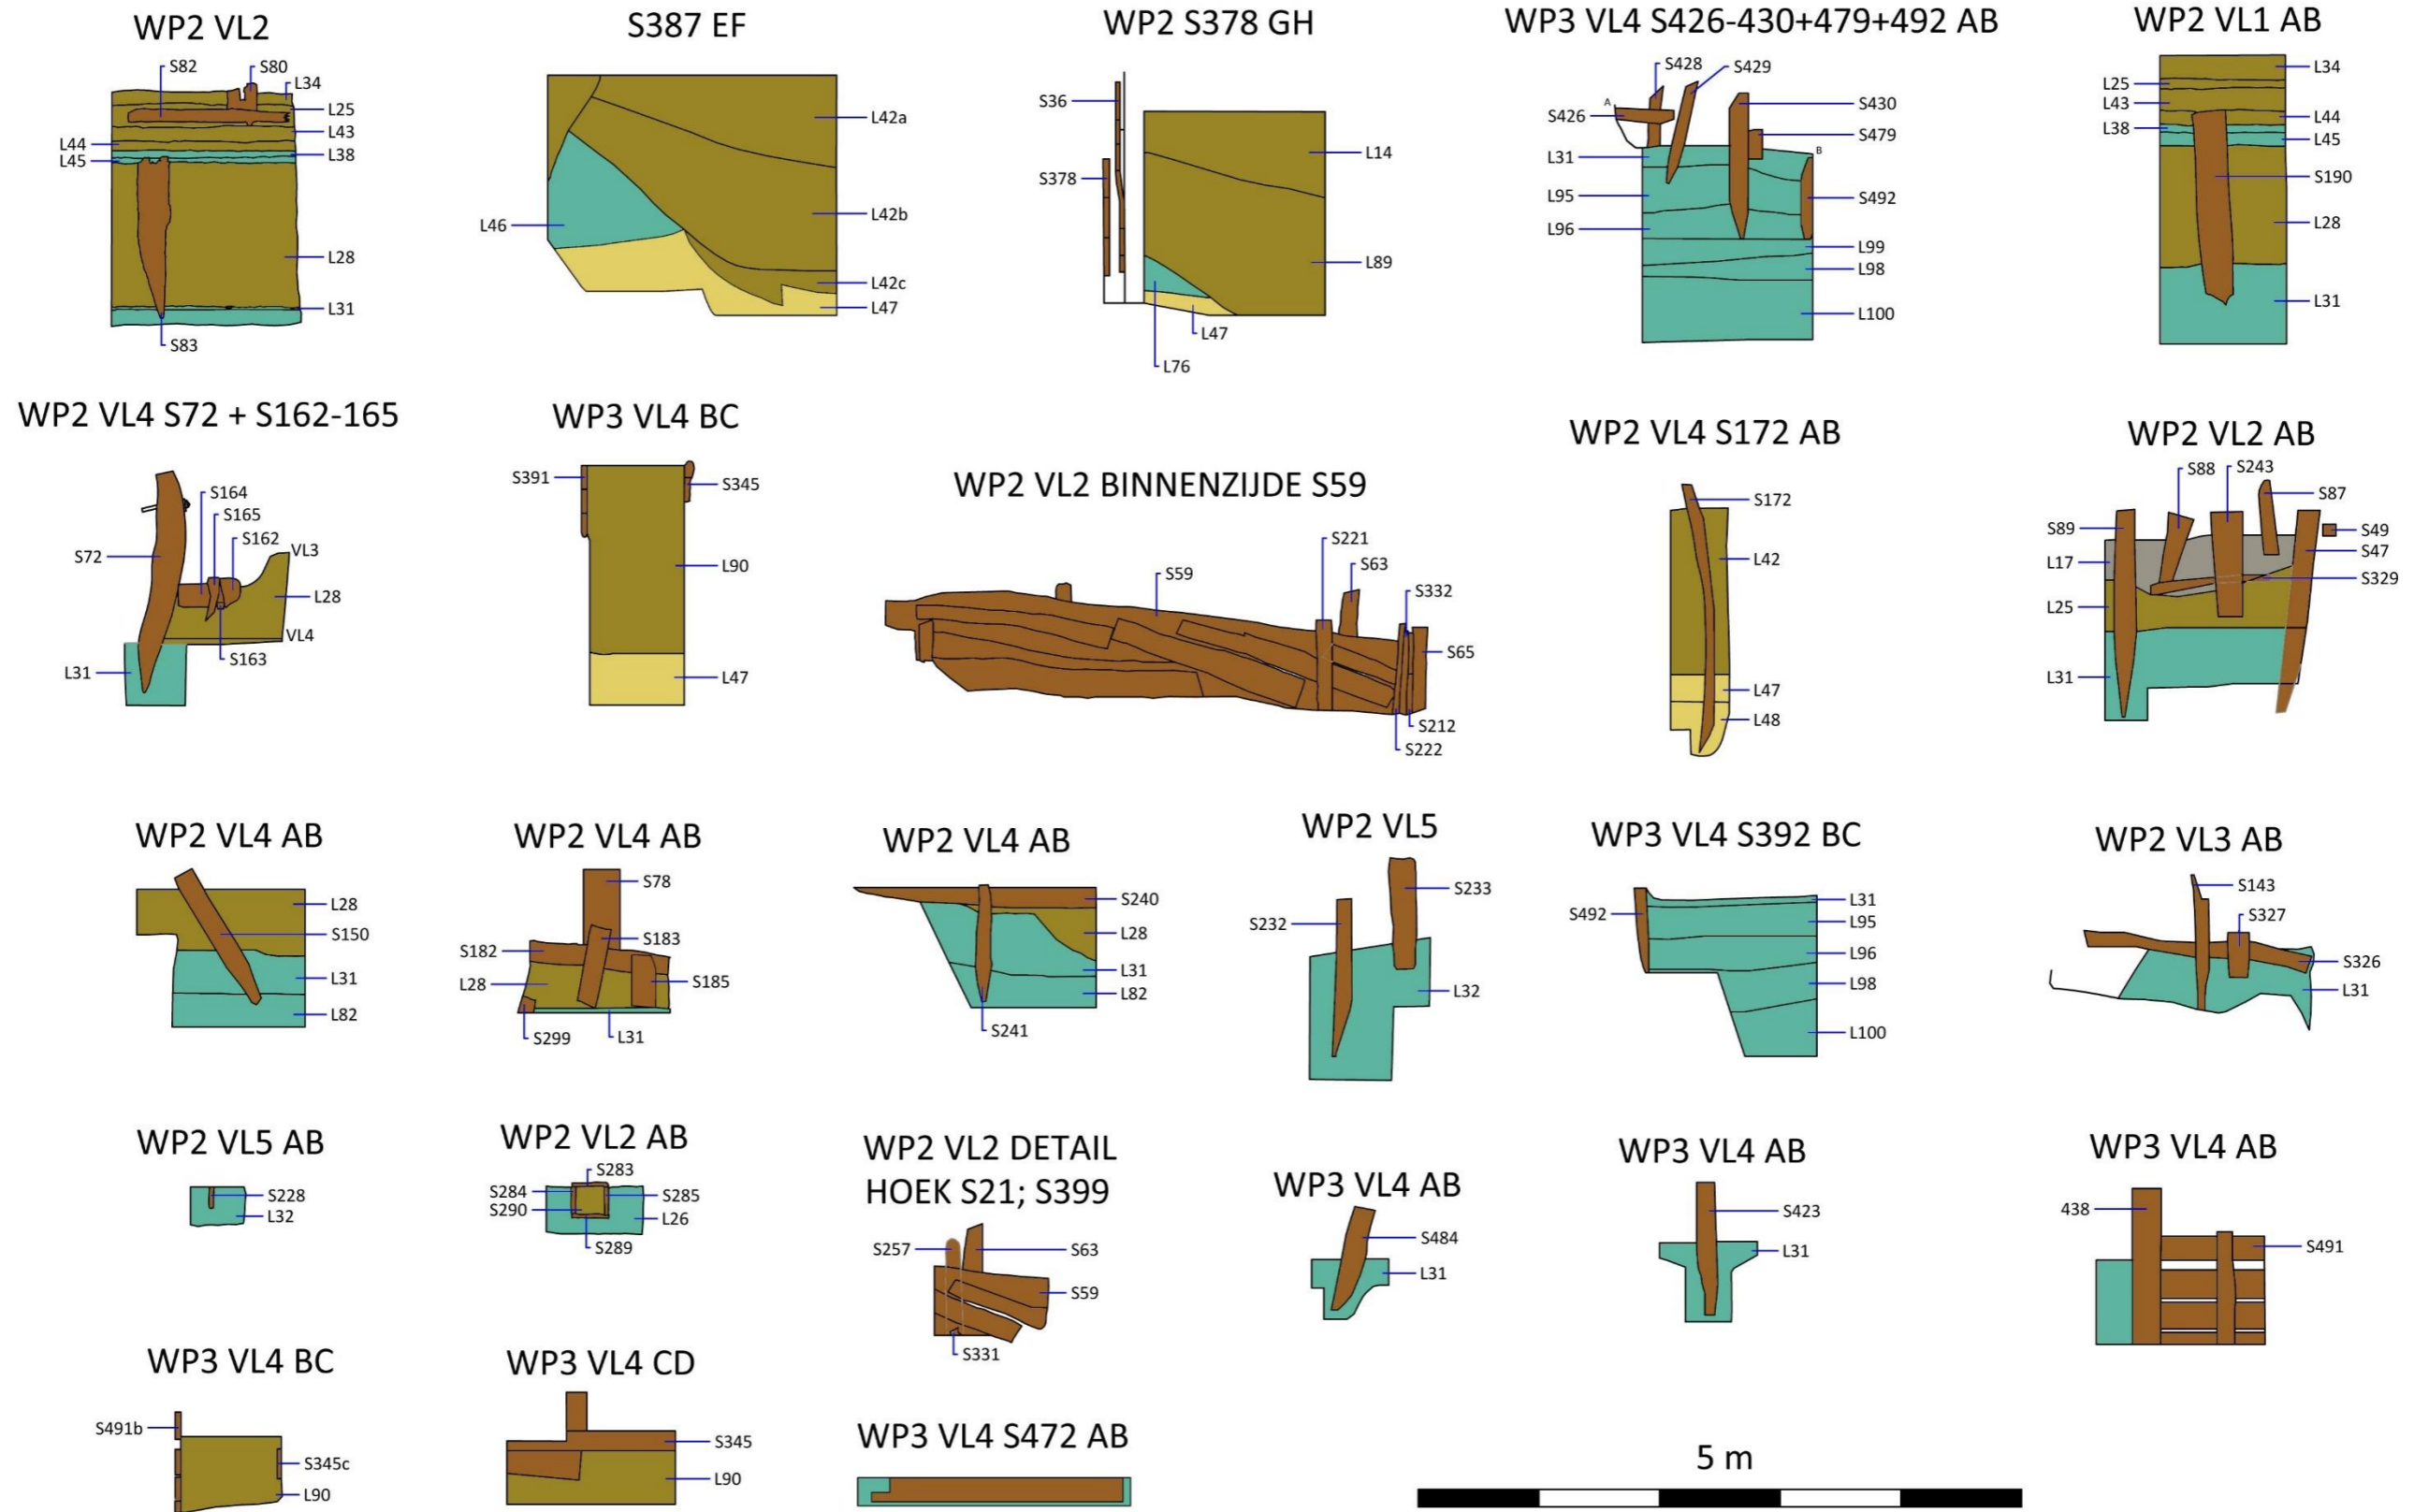 WP2 VL2
S82
S80
L34
L25
L43
L44
L38
L45
L28
L31
S83
S387 EF
L42a
L42b
L46
L42c
L47
WP2 S378 GH
S36
L14
S378
L89
L47
L76
WP3 VL4 S426-430+479+492 AB
S428
S429
A
S426
S430
S479
B
L31
L95
S492
L96
L99
L98
L100
WP2 VL1 AB
L34
L25
L43
L44
L38
L45
S190
L28
L31
WP2 VL4 S72 + S162-165
S164
S165
S162
S72
VL3
L28
VL4
S163
L31
WP3 VL4 BC
S391
S345
L90
L47
WP2 VL2 BINNENZIJDE S59
S221
S59
S63
S332
S65
S212
S222
WP2 VL4 S172 AB
S172
L42
L47
L48
WP2 VL2 AB
S88
S243
S87
S89
S49
S47
L17
S329
L25
L31
WP2 VL4 AB
L28
S150
L31
L82
WP2 VL4 AB
S78
S183
S182
L28
S185
S299
L31
WP2 VL4 AB
S240
L28
L31
L82
S241
WP2 VL5
S233
S232
L32
WP3 VL4 S392 BC
L31
S492
L95
L96
L98
L100
WP2 VL3 AB
S143
S327
S326
L31
WP2 VL5 AB
S228
L32
WP2 VL2 AB
S283
S284
S285
S290
L26
S289
WP2 VL2 DETAIL
HOEK S21; S399
S257
S63
S59
S331
WP3 VL4 AB
S484
L31
WP3 VL4 AB
S423
L31
WP3 VL4 AB
438
S491
WP3 VL4 BC
S491b
S345c
L90
WP3 VL4 CD
S345
L90
WP3 VL4 S472 AB
5 m